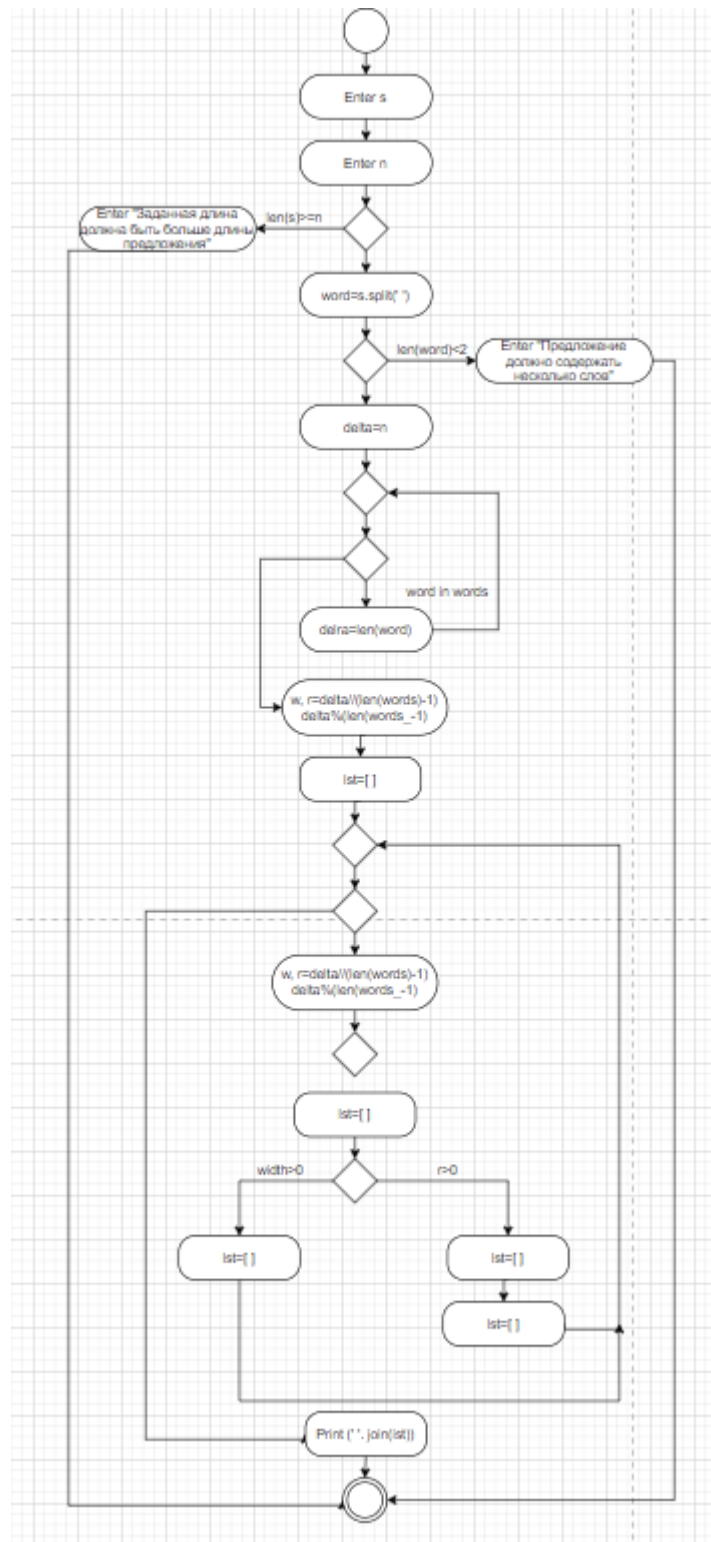 Enter s
Enter n
len(s)>=n
Enter "Заданная длина
должна быть больше длины
предложения"
word=s.split(' ')
len(word)<2
Enter "Предложение
должно содержать
несколько слов"
delta=n
word in words
delra=len(word)
w, r=delta//(len(words)-1)
delta%(len(words_-1)
lst=[ ]
w, r=delta//(len(words)-1)
delta%(len(words_-1)
lst=[ ]
width>0
r>0
lst=[ ]
lst=[ ]
lst=[ ]
Print (' '. join(lst))